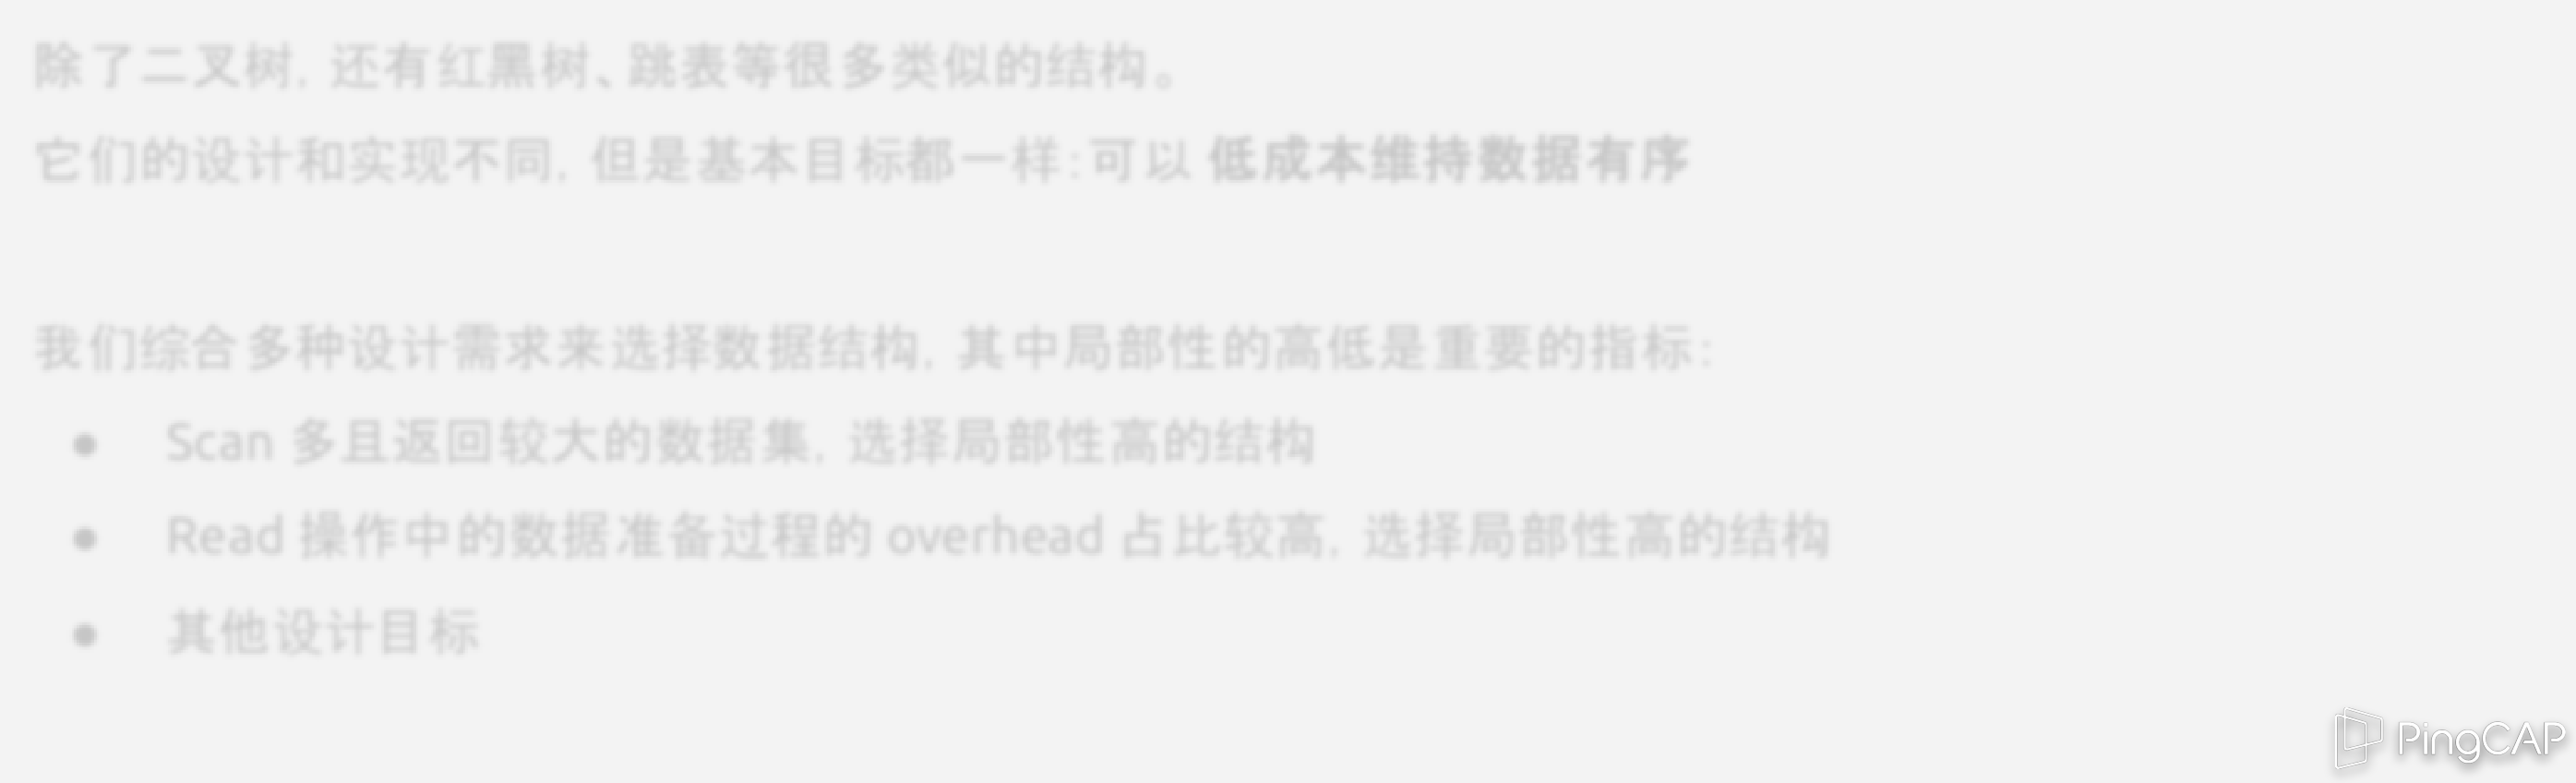 除了二叉树, 还有红黑树、跳表等很多类似的结构。
它们的设计和实现不同, 但是基本目标都一样:可以 低成本维持数据有序
我们综合多种设计需求来选择数据结构, 其中局部性的高低是重要的指标:
● Scan 多且返回较大的数据集, 选择局部性高的结构
● Read 操作中的数据准备过程的 overhead 占比较高, 选择局部性高的结构
● 其他设计目标
PingCAP